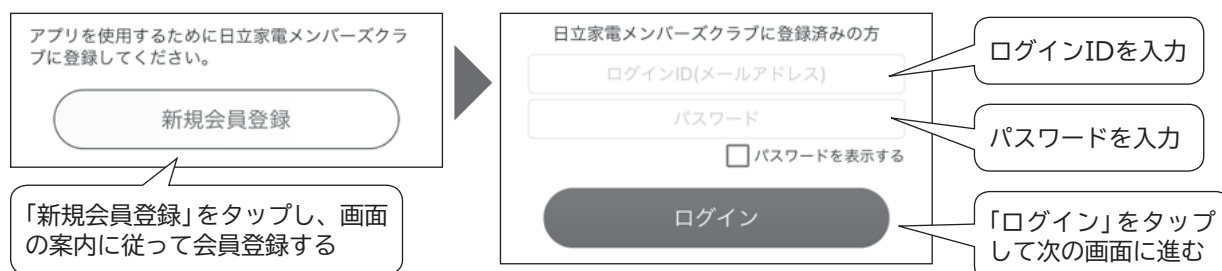 アプリを使用するために日立家電メンバーズクラ
ブに登録してください。
新規会員登録
「新規会員登録」をタップし、画面
の案内に従って会員登録する
日立家電メンバーズクラブに登録済みの方
ログインID(メールアドレス)
パスワード
パスワードを表示する
ログイン
ログインIDを入力
パスワードを入力
「ログイン」をタップ
して次の画面に進む